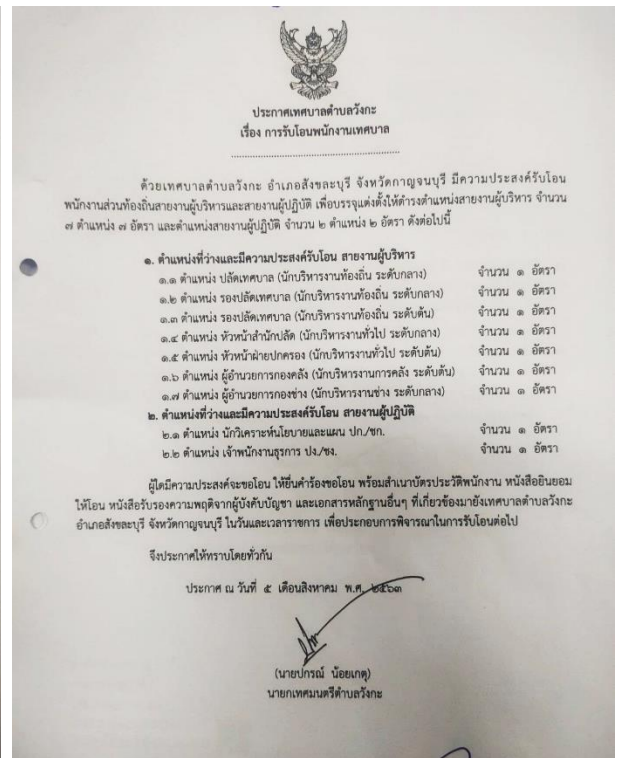 ประกาศเทศบาลตำบลวังกะ
เรื่อง การรับโอนพนักงานเทศบาล
ด้วยเทศบาลตำบลวังกะ อำเภอสังขละบุรี จังหวัดกาญจนบุรี มีความประสงค์รับโอน
พนักงานส่วนท้องถิ่นสายงานผู้บริหารและสายงานผู้ปฏิบัติ เพื่อบรรจุแต่งตั้งให้ดำรงตำแหน่งสายงานผู้บริหาร จำนวน
๗ ตำแหน่ง ๗ อัตรา และตำแหน่งสายงานผู้ปฏิบัติ จำนวน ๒ ตำแหน่ง ๒ อัตรา ดังต่อไปนี้
๑. ตำแหน่งที่ว่างและมีความประสงค์รับโอน สายงานผู้บริหาร
๑.๑ ตำแหน่ง ปลัดเทศบาล (นักบริหารงานท้องถิ่น ระดับกลาง) จำนวน ๑ อัตรา
๑.๒ ตำแหน่ง รองปลัดเทศบาล (นักบริหารงานท้องถิ่น ระดับกลาง) จำนวน ๑ อัตรา
๑.๓ ตำแหน่ง รองปลัดเทศบาล (นักบริหารงานท้องถิ่น ระดับต้น) จำนวน ๑ อัตรา
๑.๔ ตำแหน่ง หัวหน้าสำนักปลัด (นักบริหารงานทั่วไป ระดับกลาง) จำนวน ๑ อัตรา
๑.๕ ตำแหน่ง หัวหน้าฝ่ายปกครอง (นักบริหารงานทั่วไป ระดับต้น) จำนวน ๑ อัตรา
๑.๖ ตำแหน่ง ผู้อำนวยการกองคลัง (นักบริหารงานการคลัง ระดับต้น) จำนวน ๑ อัตรา
๑.๗ ตำแหน่ง ผู้อำนวยการกองช่าง (นักบริหารงานช่าง ระดับกลาง) จำนวน ๑ อัตรา
๒. ตำแหน่งที่ว่างและมีความประสงค์รับโอน สายงานผู้ปฏิบัติ
๒.๑ ตำแหน่ง นักวิเคราะห์นโยบายและแผน ปก./ชก. จำนวน ๑ อัตรา
๒.๒ ตำแหน่ง เจ้าพนักงานธุรการ ปง./ชง. จำนวน ๑ อัตรา
ผู้ใดมีความประสงค์จะขอโอน ให้ยื่นคำร้องขอโอน พร้อมสำเนาบัตรประวัติพนักงาน หนังสือยินยอม
ให้โอน หนังสือรับรองความพฤติจากผู้บังคับบัญชา และเอกสารหลักฐานอื่นๆ ที่เกี่ยวข้องมายังเทศบาลตำบลวังกะ
อำเภอสังขละบุรี จังหวัดกาญจนบุรี ในวันและเวลาราชการ เพื่อประกอบการพิจารณาในการรับโอนต่อไป
จึงประกาศให้ทราบโดยทั่วกัน
ประกาศ ณ วันที่ ๕ เดือนสิงหาคม พ.ศ. ๒๕๖๓
(นายปกรณ์ น้อยเกตุ)
นายกเทศมนตรีตำบลวังกะ